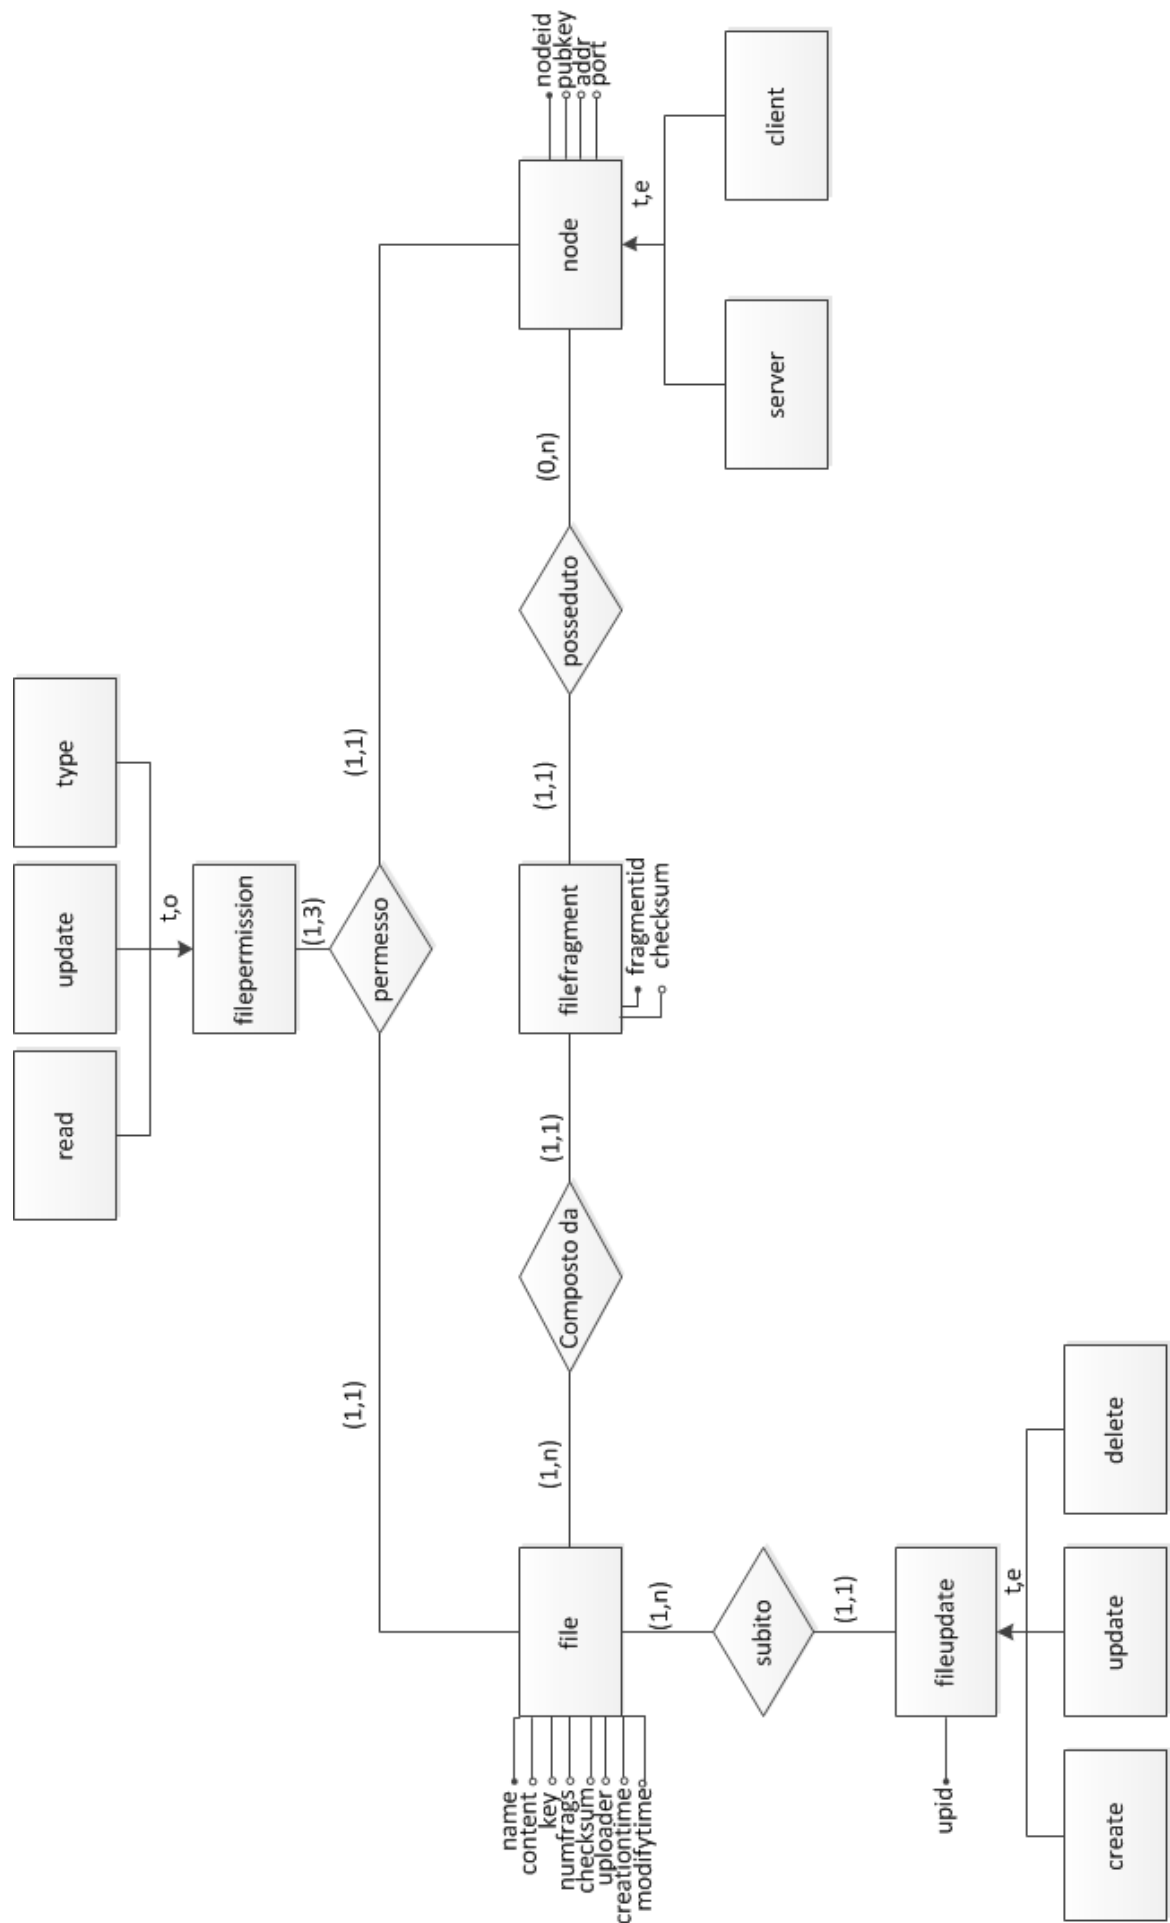 read
update
type
t,o
filepermission
(1,3)
permesso
(1,1)
(1,1)
name
content
key
numfrags
checksum
uploader
creationtime
modifytime
file
(1,n)
Composto da
(1,1)
filefragment
fragmentid
checksum
(1,1)
posseduto
(0,n)
node
nodeid
pubkey
addr
port
t,e
server
client
(1,n)
subito
(1,1)
upid
fileupdate
t,e
create
update
delete